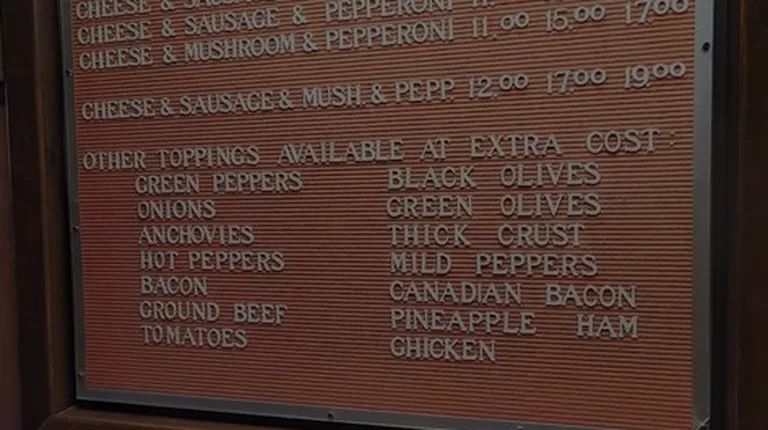 CHEESE & SAUSAGE & PEPPERONI 11.00 15.00 17.00
CHEESE & MUSHROOM & PEPPERONI 11.00 15.00 17.00
CHEESE & SAUSAGE & MUSH. & PEPP. 12.00 17.00 19.00
OTHER TOPPINGS AVAILABLE AT EXTRA COST:
GREEN PEPPERS
ONIONS
ANCHOVIES
HOT PEPPERS
BACON
GROUND BEEF
TOMATOES
BLACK OLIVES
GREEN OLIVES
THICK CRUST
MILD PEPPERS
CANADIAN BACON
PINEAPPLE HAM
CHICKEN